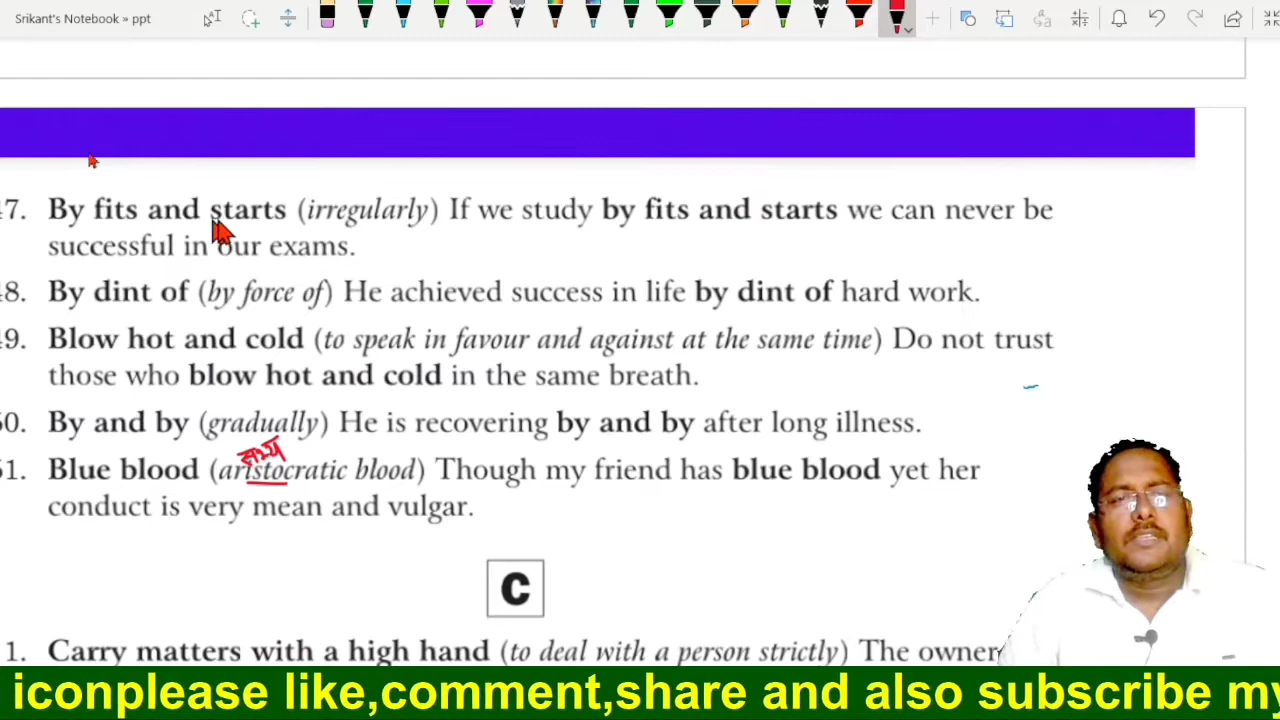 Srikant's Notebook » ppt
7. By fits and starts (irregularly) If we study by fits and starts we can never be
successful in our exams.
8. By dint of (by force of) He achieved success in life by dint of hard work.
9. Blow hot and cold (to speak in favour and against at the same time) Do not trust
those who blow hot and cold in the same breath.
0. By and by (gradually) He is recovering by and by after long illness.
सभ्य
51. Blue blood (aristocratic blood) Though my friend has blue blood yet her
conduct is very mean and vulgar.
C
1. Carry matters with a high hand (to deal with a person strictly) The owner
iconplease like,comment,share and also subscribe my